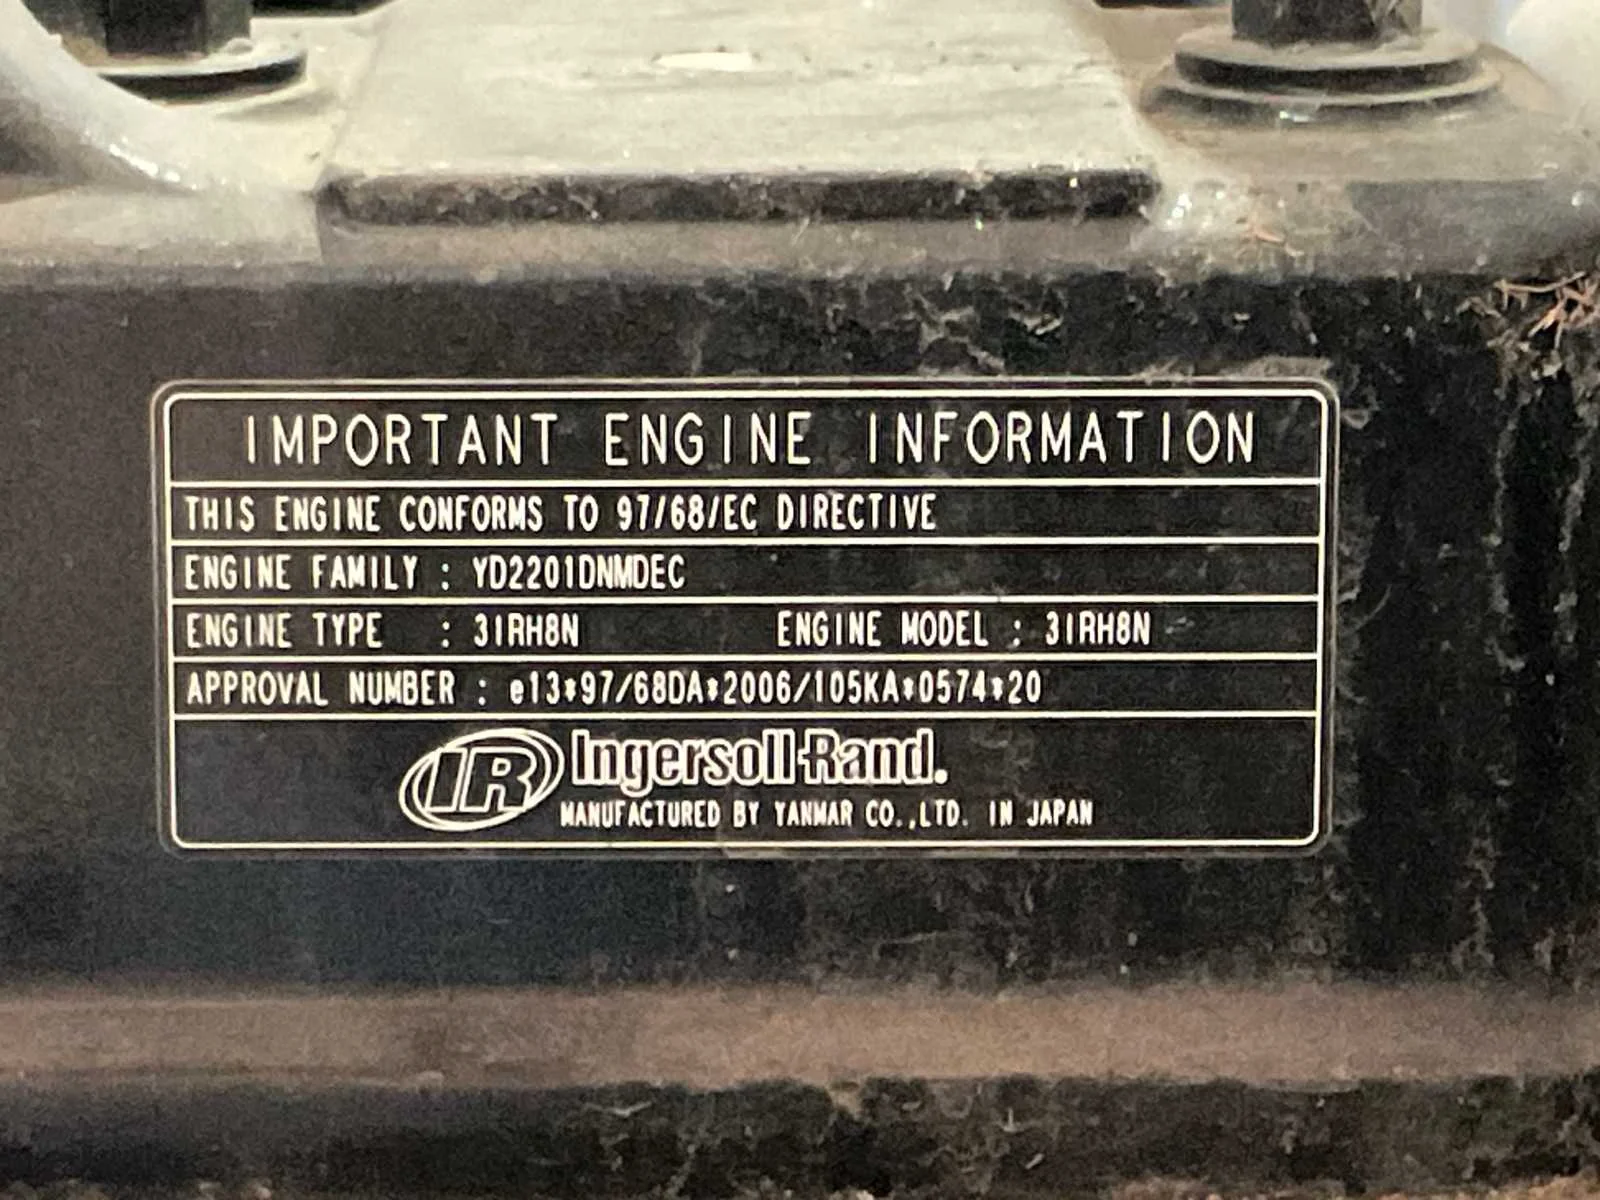 IMPORTANT ENGINE INFORMATION
THIS ENGINE CONFORMS TO 97/68/EC DIRECTIVE
ENGINE FAMILY : YD2201DNMDEC
ENGINE TYPE : 3IRH8N ENGINE MODEL : 3IRH8N
APPROVAL NUMBER : e13*97/68DA*2006/105KA*0574*20
IR Ingersoll-Rand.
MANUFACTURED BY YANMAR CO.,LTD. IN JAPAN